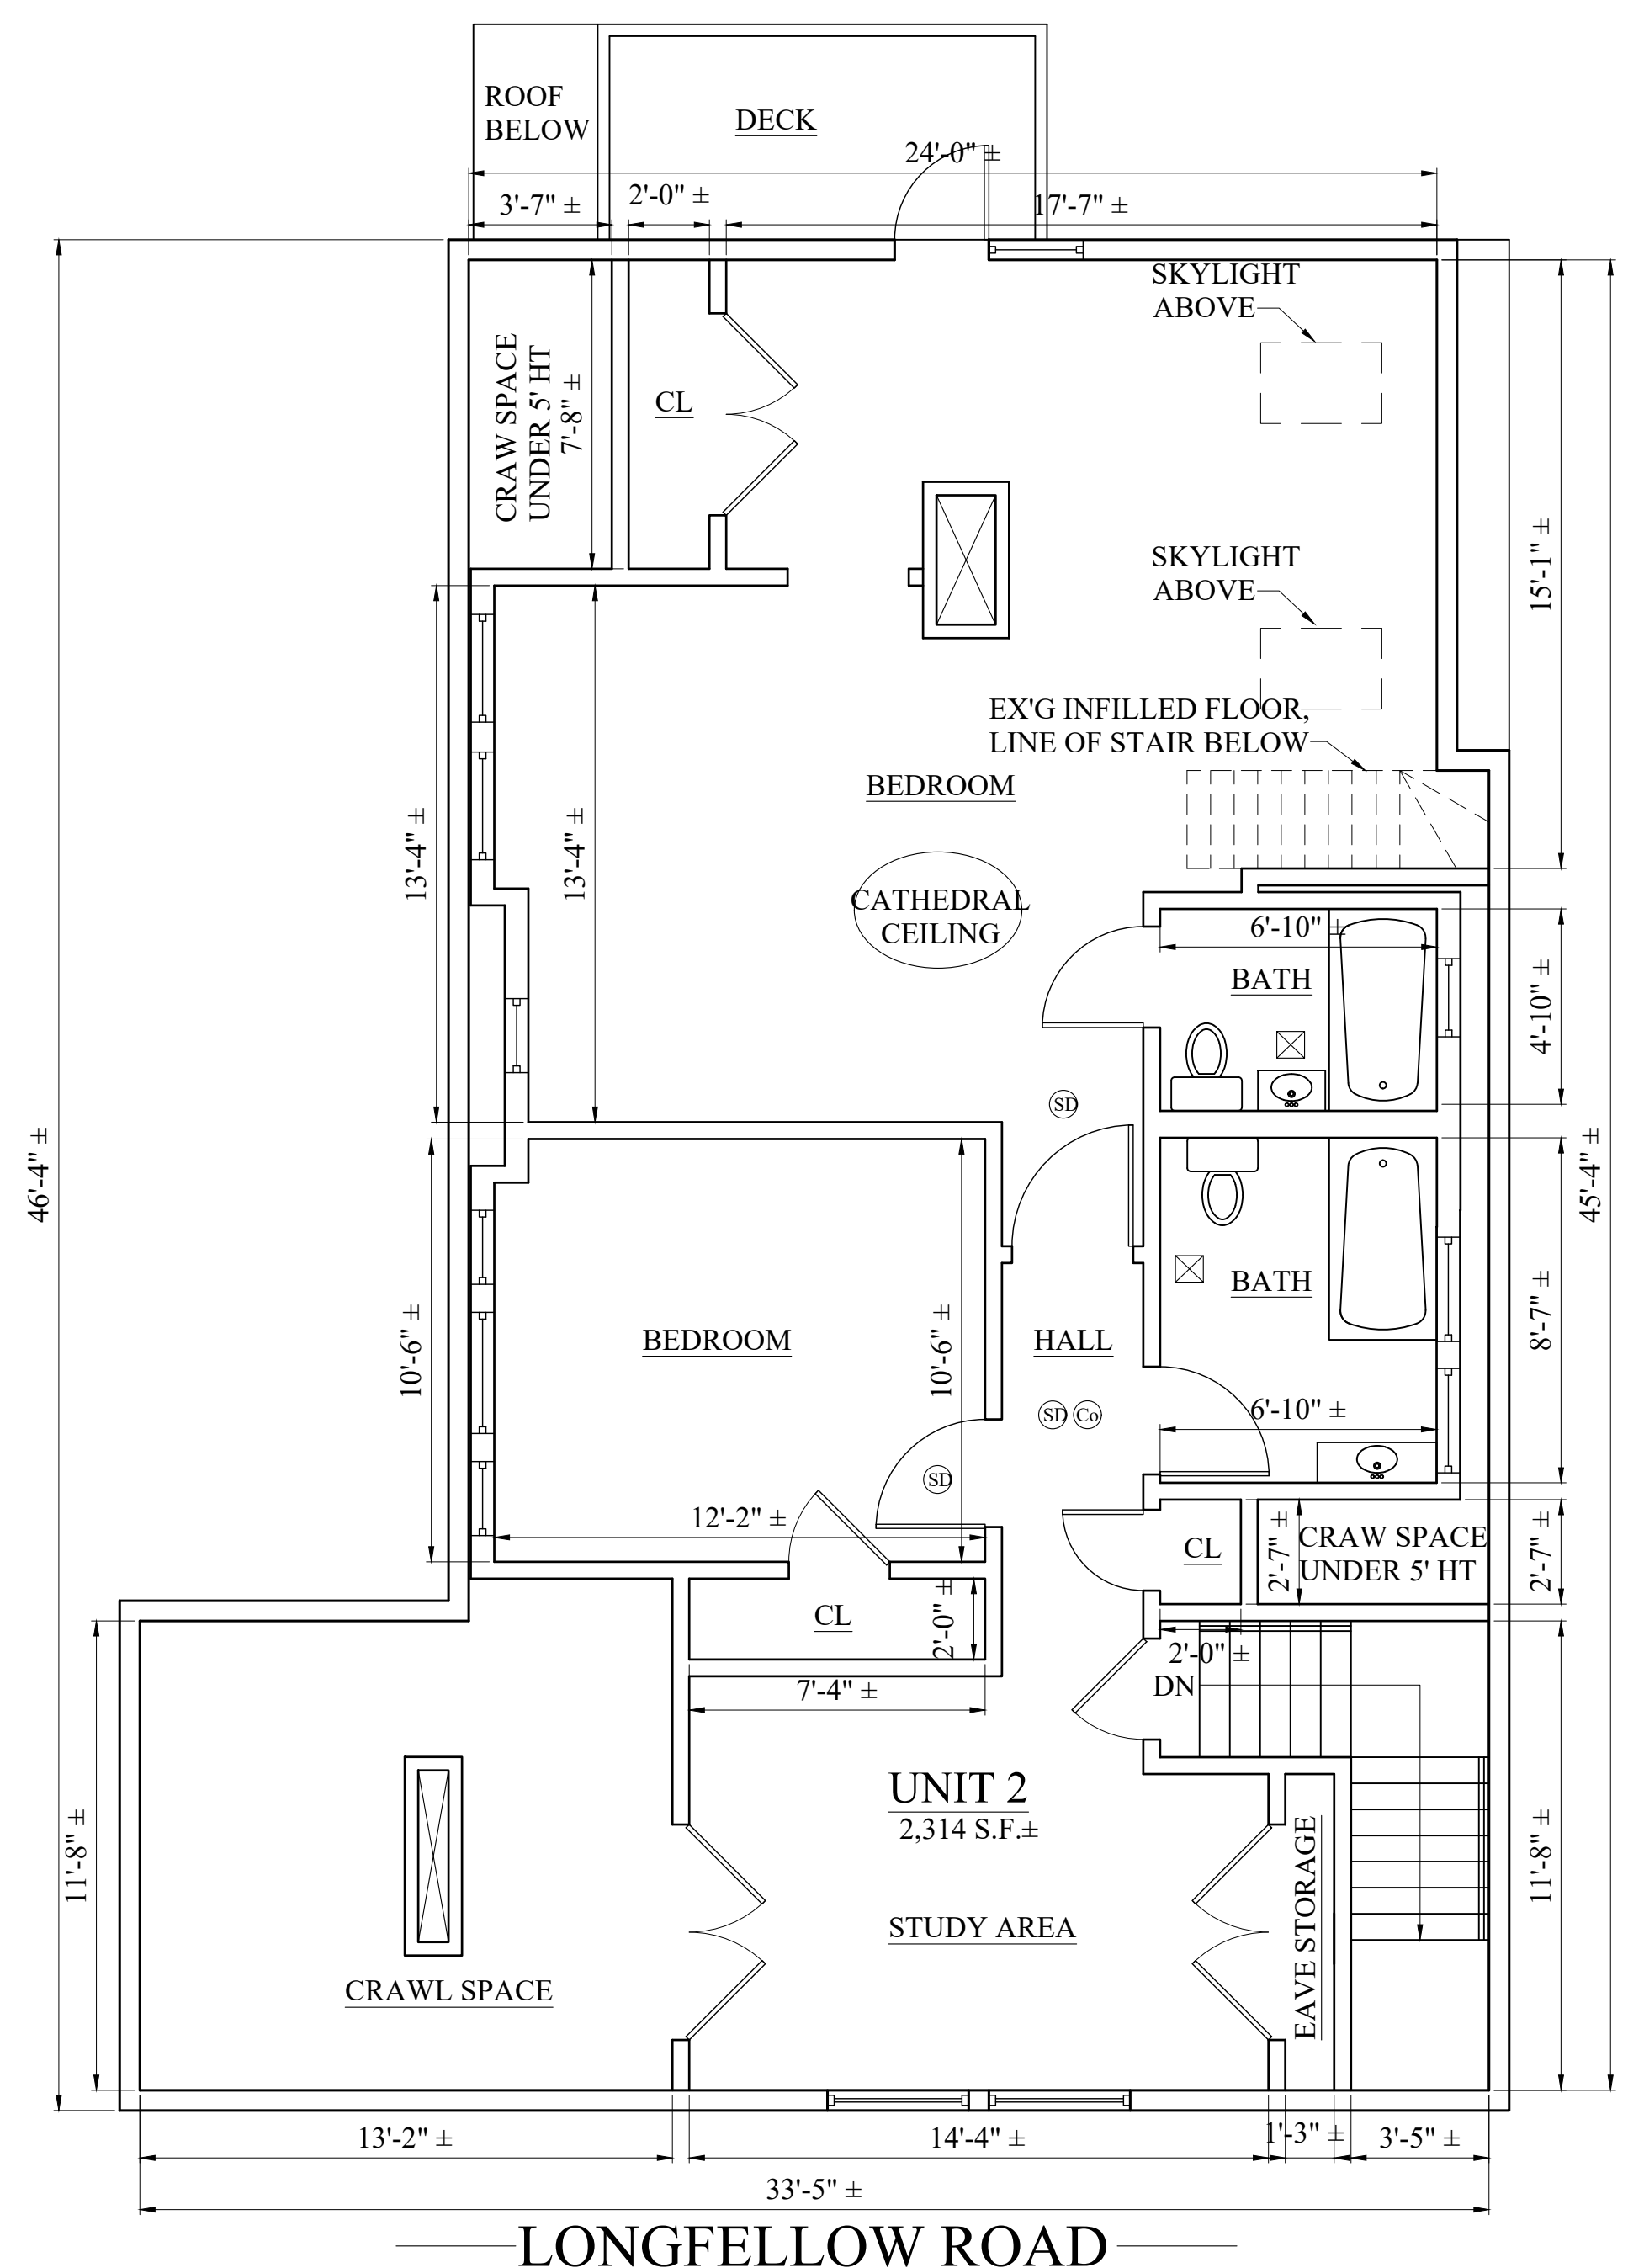 ROOF
BELOW
DECK
24'-0" ±
3'-7" ±
2'-0" ±
17'-7" ±
SKYLIGHT
ABOVE
CRAW SPACE
UNDER 5' HT
7'-8" ±
CL
15'-1" ±
SKYLIGHT
ABOVE
EX'G INFILLED FLOOR,
LINE OF STAIR BELOW
BEDROOM
13'-4" ±
13'-4" ±
CATHEDRAL
CEILING
6'-10" ±
BATH
4'-10" ±
SD
46'-4" ±
45'-4" ±
BATH
8'-7" ±
BEDROOM
HALL
10'-6" ±
10'-6" ±
SD
Co
6'-10" ±
SD
12'-2" ±
CL
2'-7" ±
CRAW SPACE
UNDER 5' HT
2'-7" ±
CL
2'-0" ±
2'-0" ±
DN
7'-4" ±
UNIT 2
2,314 S.F.±
11'-8" ±
11'-8" ±
EAVE STORAGE
STUDY AREA
CRAWL SPACE
13'-2" ±
14'-4" ±
1'-3" ±
3'-5" ±
33'-5" ±
LONGFELLOW ROAD